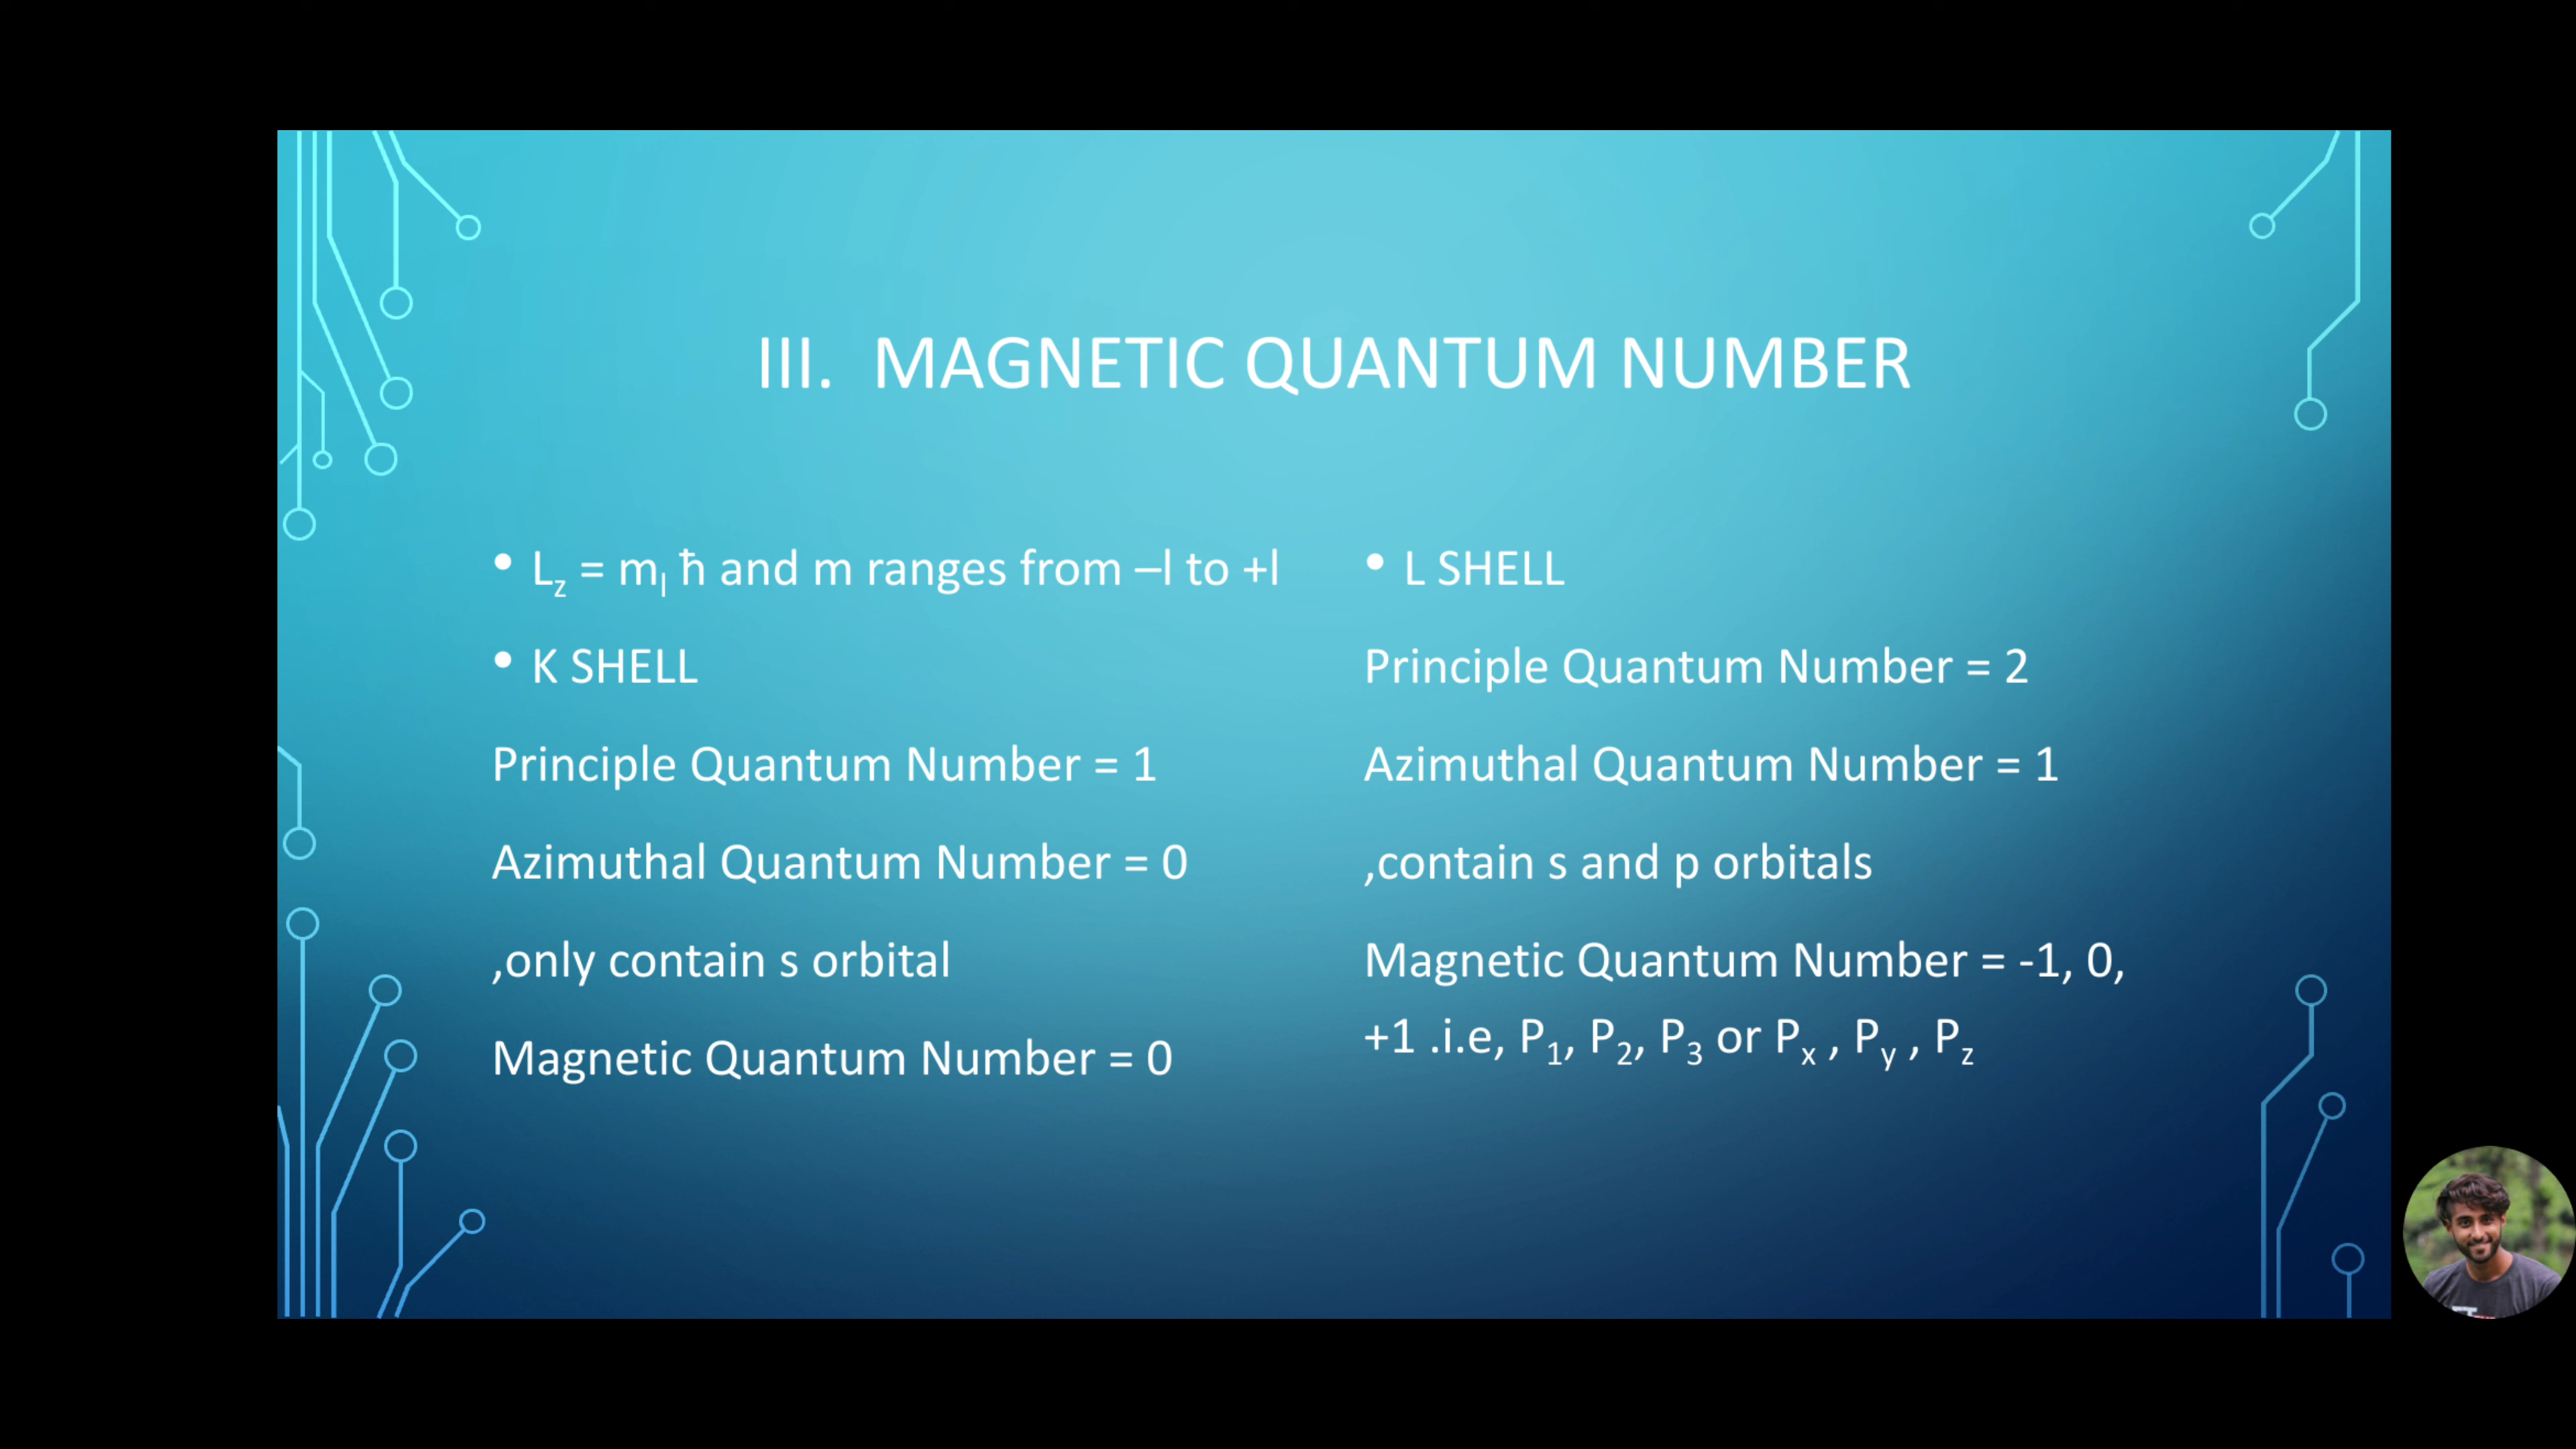 III. MAGNETIC QUANTUM NUMBER
• Lz = ml ħ and m ranges from –l to +l
• K SHELL
Principle Quantum Number = 1
Azimuthal Quantum Number = 0
,only contain s orbital
Magnetic Quantum Number = 0
• L SHELL
Principle Quantum Number = 2
Azimuthal Quantum Number = 1
,contain s and p orbitals
Magnetic Quantum Number = -1, 0,
+1 .i.e, P1, P2, P3 or Px , Py , Pz